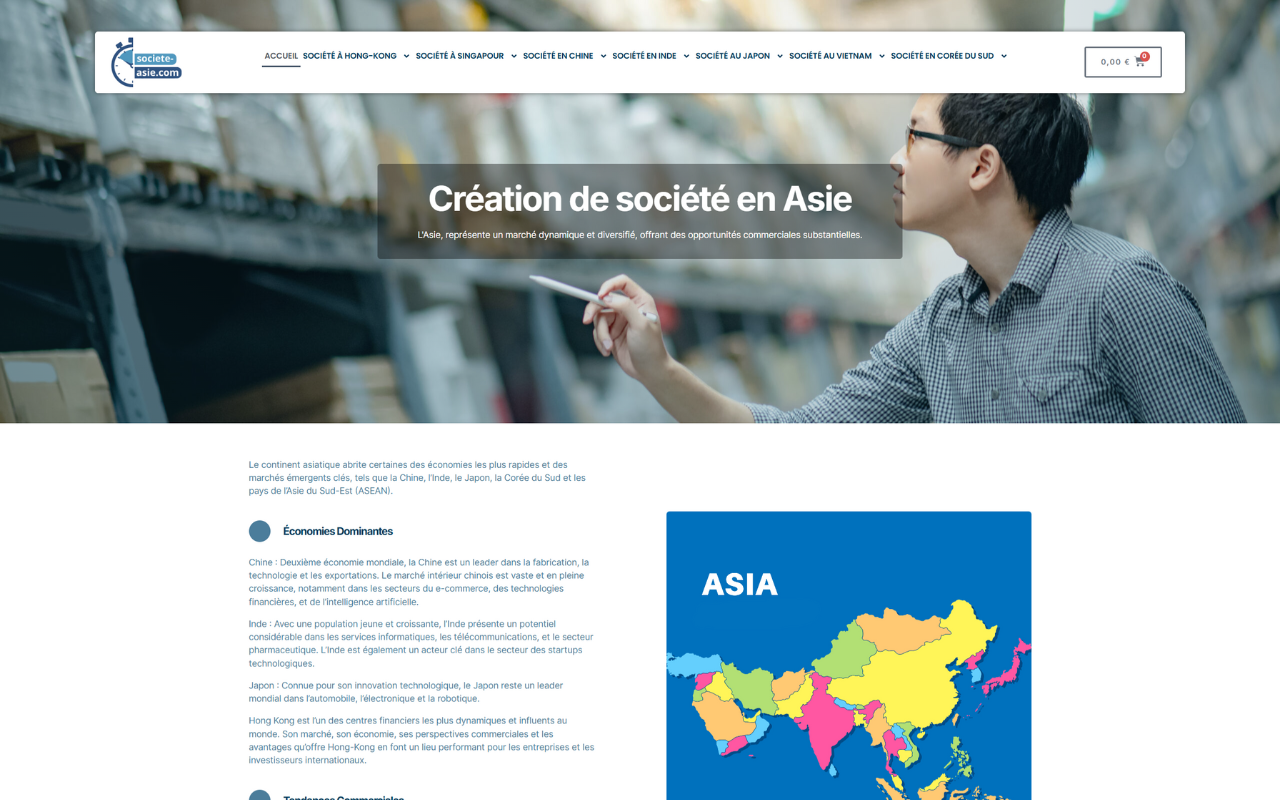 societe-
asie.com
ACCUEIL SOCIÉTÉ À HONG-KONG SOCIÉTÉ À SINGAPOUR SOCIÉTÉ EN CHINE SOCIÉTÉ EN INDE SOCIÉTÉ AU JAPON SOCIÉTÉ AU VIETNAM SOCIÉTÉ EN CORÉE DU SUD
0,00 € 0
Création de société en Asie
L'Asie, représente un marché dynamique et diversifié, offrant des opportunités commerciales substantielles.
Le continent asiatique abrite certaines des économies les plus rapides et des
marchés émergents clés, tels que la Chine, l'Inde, le Japon, la Corée du Sud et les
pays de l'Asie du Sud-Est (ASEAN).
Économies Dominantes
Chine : Deuxième économie mondiale, la Chine est un leader dans la fabrication, la
technologie et les exportations. Le marché intérieur chinois est vaste et en pleine
croissance, notamment dans les secteurs du e-commerce, des technologies
financières, et de l'intelligence artificielle.
Inde : Avec une population jeune et croissante, l'Inde présente un potentiel
considérable dans les services informatiques, les télécommunications, et le secteur
pharmaceutique. L'Inde est également un acteur clé dans le secteur des startups
technologiques.
Japon : Connue pour son innovation technologique, le Japon reste un leader
mondial dans l'automobile, l'électronique et la robotique.
Hong Kong est l'un des centres financiers les plus dynamiques et influents au
monde. Son marché, son économie, ses perspectives commerciales et les
avantages qu'offre Hong-Kong en font un lieu performant pour les entreprises et les
investisseurs internationaux.
Tendances Commerciales
ASIA